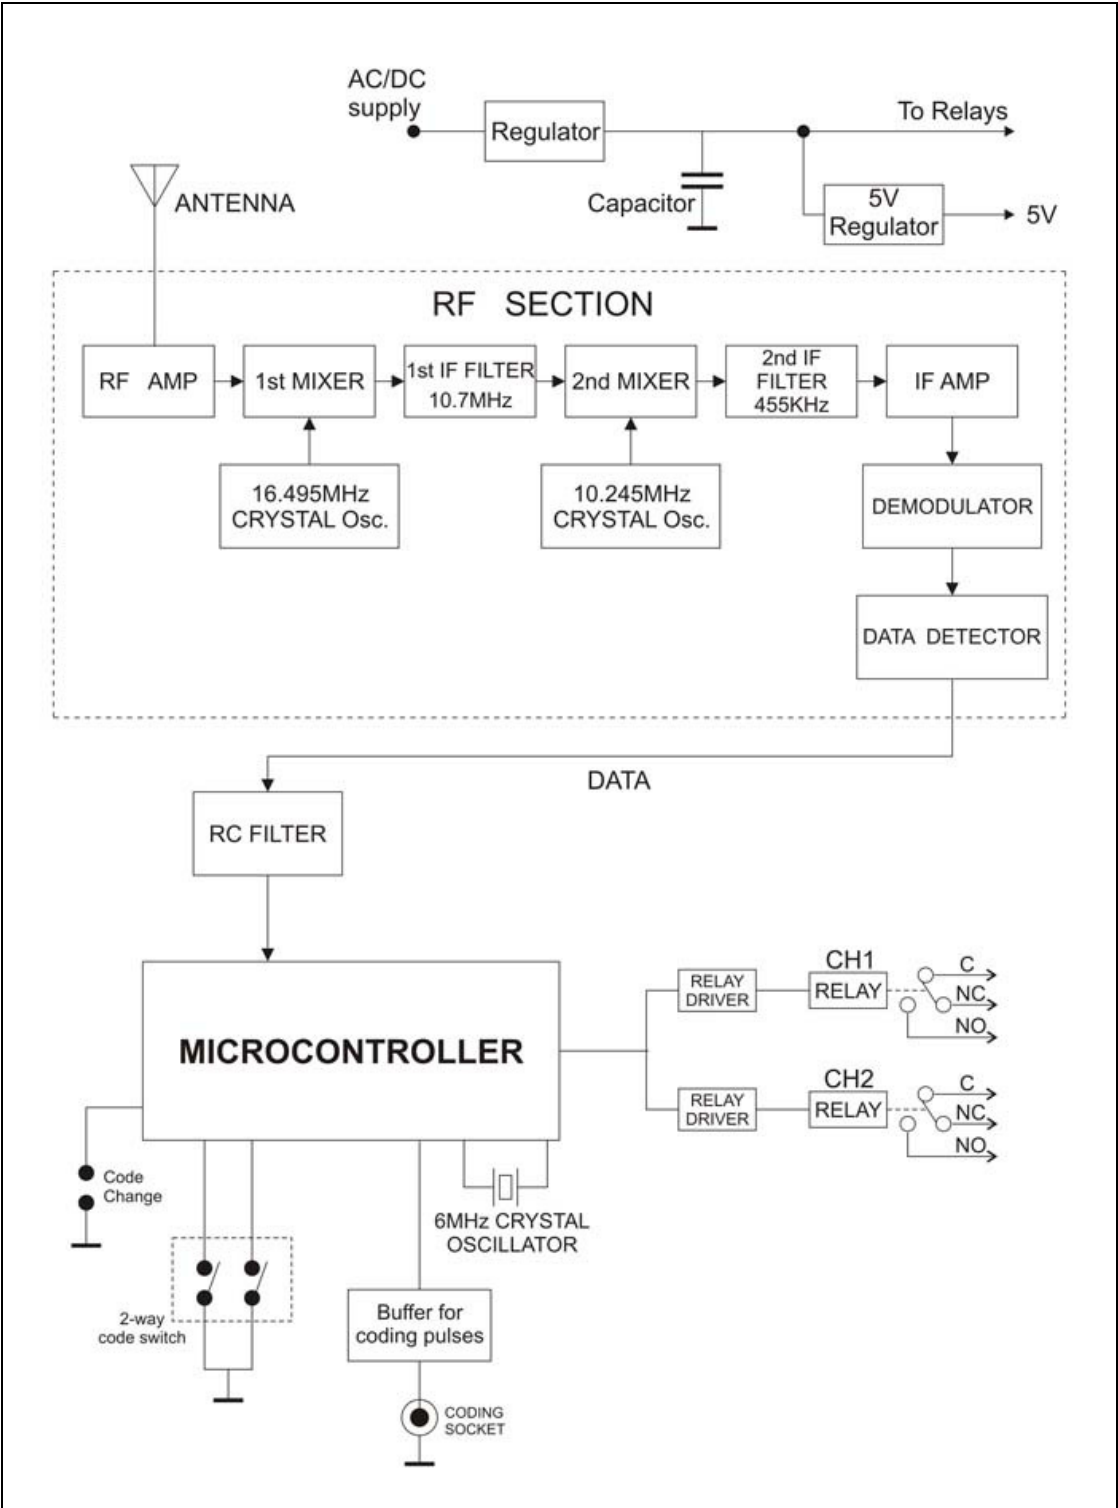 AC/DC
supply
Regulator
To Relays
Capacitor
5V
Regulator
5V
ANTENNA
RF SECTION
RF AMP
1st MIXER
1st IF FILTER
10.7MHz
2nd MIXER
2nd IF
FILTER
455KHz
IF AMP
16.495MHz
CRYSTAL Osc.
10.245MHz
CRYSTAL Osc.
DEMODULATOR
DATA DETECTOR
DATA
RC FILTER
MICROCONTROLLER
RELAY
DRIVER
CH1
RELAY
C
NC
NO
RELAY
DRIVER
CH2
RELAY
C
NC
NO
Code
Change
2-way
code switch
6MHz CRYSTAL
OSCILLATOR
Buffer for
coding pulses
CODING
SOCKET